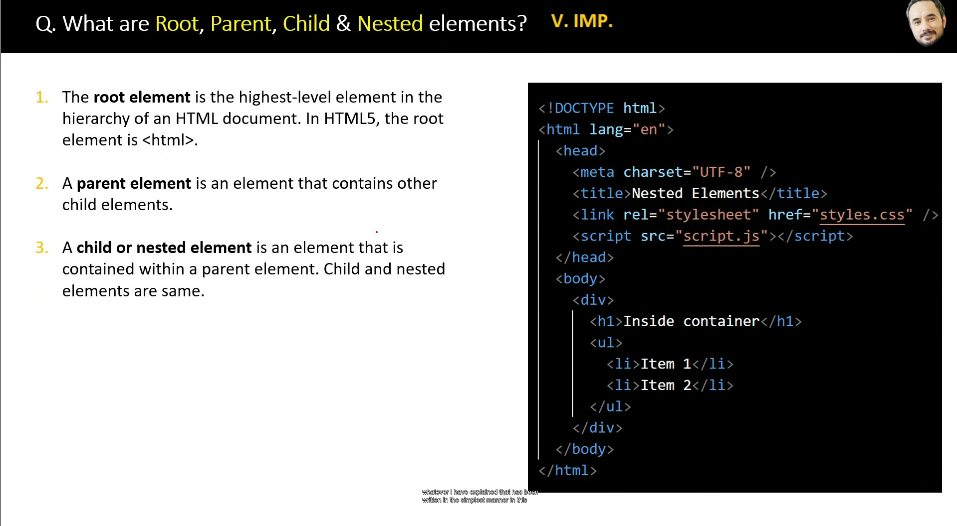 Q. What are Root, Parent, Child & Nested elements? V. IMP.
1. The root element is the highest-level element in the
hierarchy of an HTML document. In HTML5, the root
element is <html>.
2. A parent element is an element that contains other
child elements.
3. A child or nested element is an element that is
contained within a parent element. Child and nested
elements are same.
<!DOCTYPE html>
<html lang="en">
<head>
<meta charset="UTF-8" />
<title>Nested Elements</title>
<link rel="stylesheet" href="styles.css" />
<script src="script.js"></script>
</head>
<body>
<div>
<h1>Inside container</h1>
<ul>
<li>Item 1</li>
<li>Item 2</li>
</ul>
</div>
</body>
</html>
whatever I have explained that has been
written in the simplest manner in this